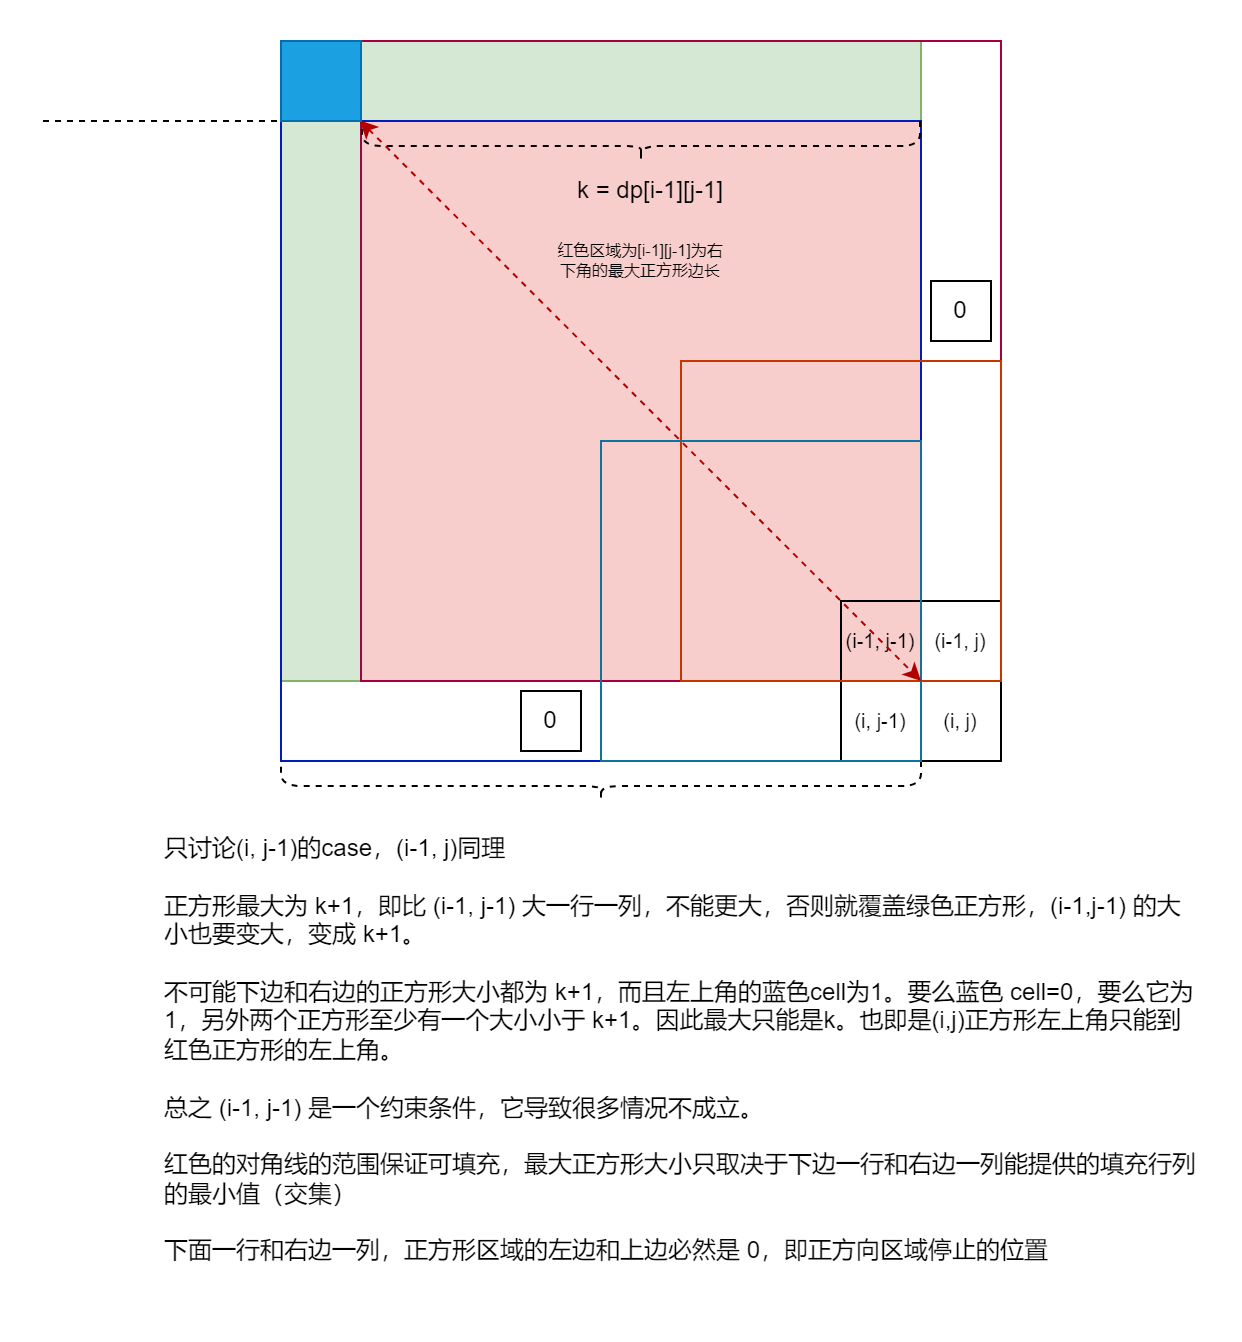 k = dp[i-1][j-1]
红色区域为[i-1][j-1]为右
下角的最大正方形边长
0
(i-1, j-1)
(i-1, j)
0
(i, j-1)
(i, j)
只讨论(i, j-1)的case，(i-1, j)同理
正方形最大为 k+1，即比 (i-1, j-1) 大一行一列，不能更大，否则就覆盖绿色正方形，(i-1,j-1) 的大
小也要变大，变成 k+1。
不可能下边和右边的正方形大小都为 k+1，而且左上角的蓝色cell为1。要么蓝色 cell=0，要么它为
1，另外两个正方形至少有一个大小小于 k+1。因此最大只能是k。也即是(i,j)正方形左上角只能到
红色正方形的左上角。
总之 (i-1, j-1) 是一个约束条件，它导致很多情况不成立。
红色的对角线的范围保证可填充，最大正方形大小只取决于下边一行和右边一列能提供的填充行列
的最小值（交集）
下面一行和右边一列，正方形区域的左边和上边必然是 0，即正方向区域停止的位置